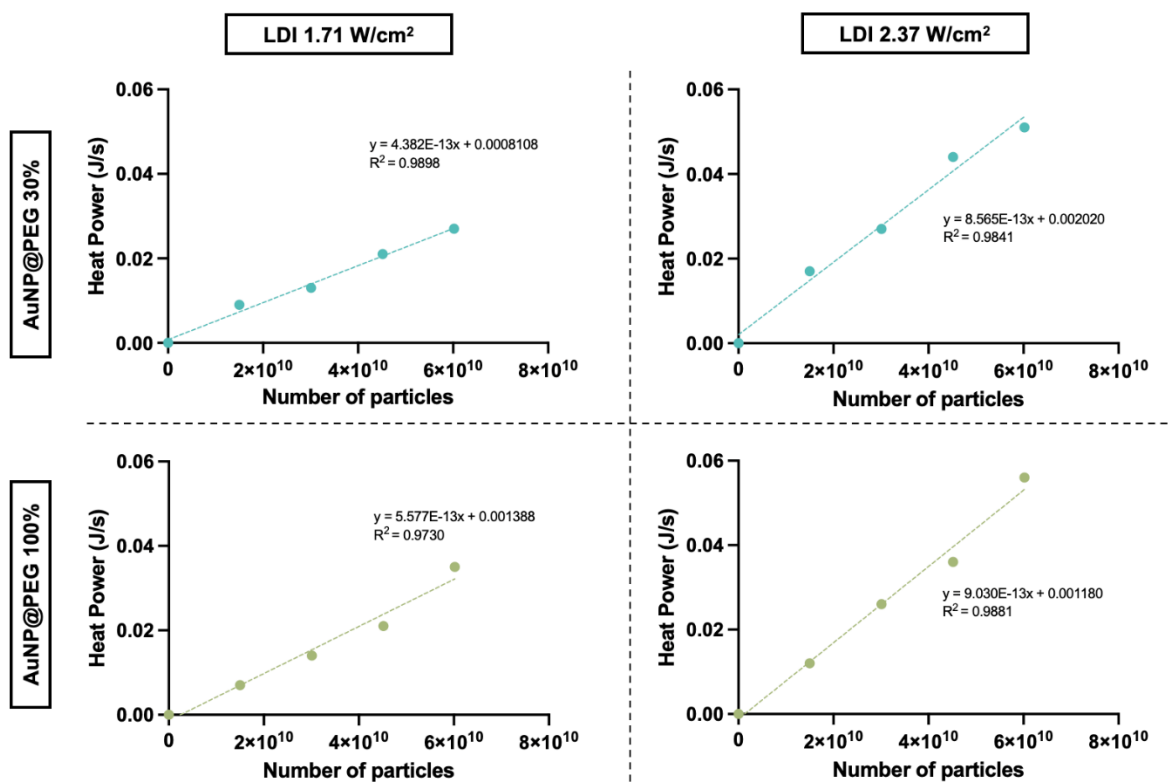 LDI 1.71 W/cm²
LDI 2.37 W/cm²
AuNP@PEG 30%
Heat Power (J/s)
0.06
0.04
0.02
0.00
y = 4.382E-13x + 0.0008108
R² = 0.9898
0 2×10¹⁰ 4×10¹⁰ 6×10¹⁰ 8×10¹⁰
Number of particles
Heat Power (J/s)
0.06
0.04
0.02
0.00
y = 8.565E-13x + 0.002020
R² = 0.9841
0 2×10¹⁰ 4×10¹⁰ 6×10¹⁰ 8×10¹⁰
Number of particles
AuNP@PEG 100%
Heat Power (J/s)
0.06
0.04
0.02
0.00
y = 5.577E-13x + 0.001388
R² = 0.9730
0 2×10¹⁰ 4×10¹⁰ 6×10¹⁰ 8×10¹⁰
Number of particles
Heat Power (J/s)
0.06
0.04
0.02
0.00
y = 9.030E-13x + 0.001180
R² = 0.9881
0 2×10¹⁰ 4×10¹⁰ 6×10¹⁰ 8×10¹⁰
Number of particles